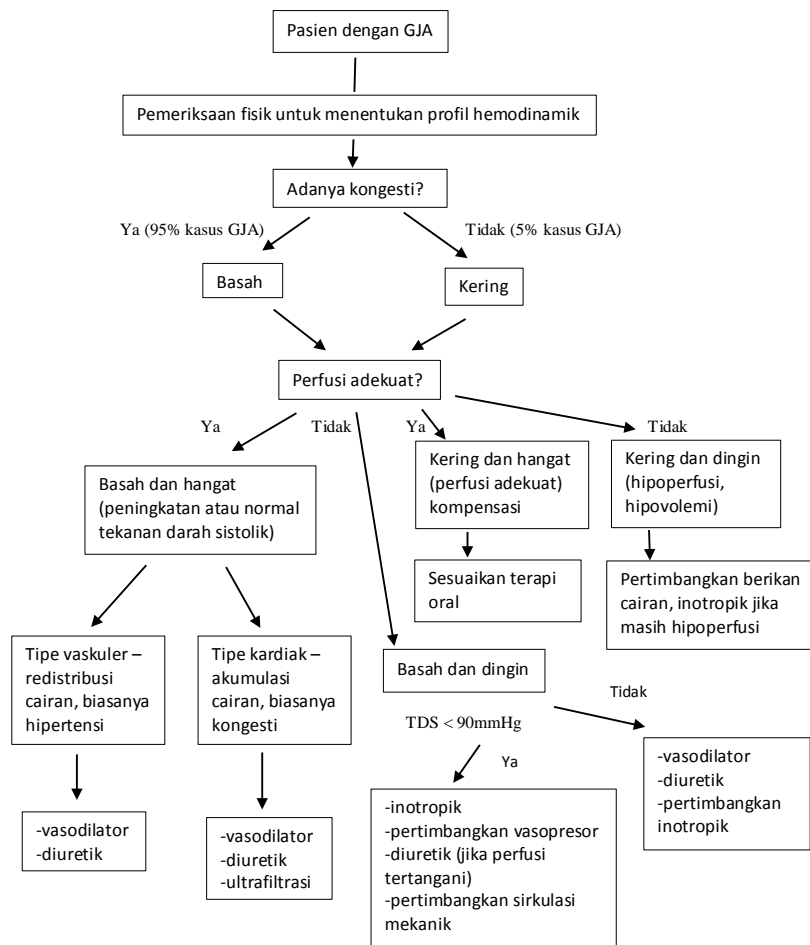 Pasien dengan GJA
Pemeriksaan fisik untuk menentukan profil hemodinamik
Adanya kongesti?
Ya (95% kasus GJA)
Tidak (5% kasus GJA)
Basah
Kering
Perfusi adekuat?
Ya
Tidak
Ya
Tidak
Basah dan hangat
(peningkatan atau normal
tekanan darah sistolik)
Kering dan hangat
(perfusi adekuat)
kompensasi
Kering dan dingin
(hipoperfusi,
hipovolemi)
Sesuaikan terapi
oral
Pertimbangkan berikan
cairan, inotropik jika
masih hipoperfusi
Tipe vaskuler –
redistribusi
cairan, biasanya
hipertensi
Tipe kardiak –
akumulasi
cairan, biasanya
kongesti
Basah dan dingin
TDS < 90mmHg
Tidak
Ya
-vasodilator
-diuretik
-vasodilator
-diuretik
-ultrafiltrasi
-inotropik
-pertimbangkan vasopresor
-diuretik (jika perfusi
tertangani)
-pertimbangkan sirkulasi
mekanik
-vasodilator
-diuretik
-pertimbangkan
inotropik